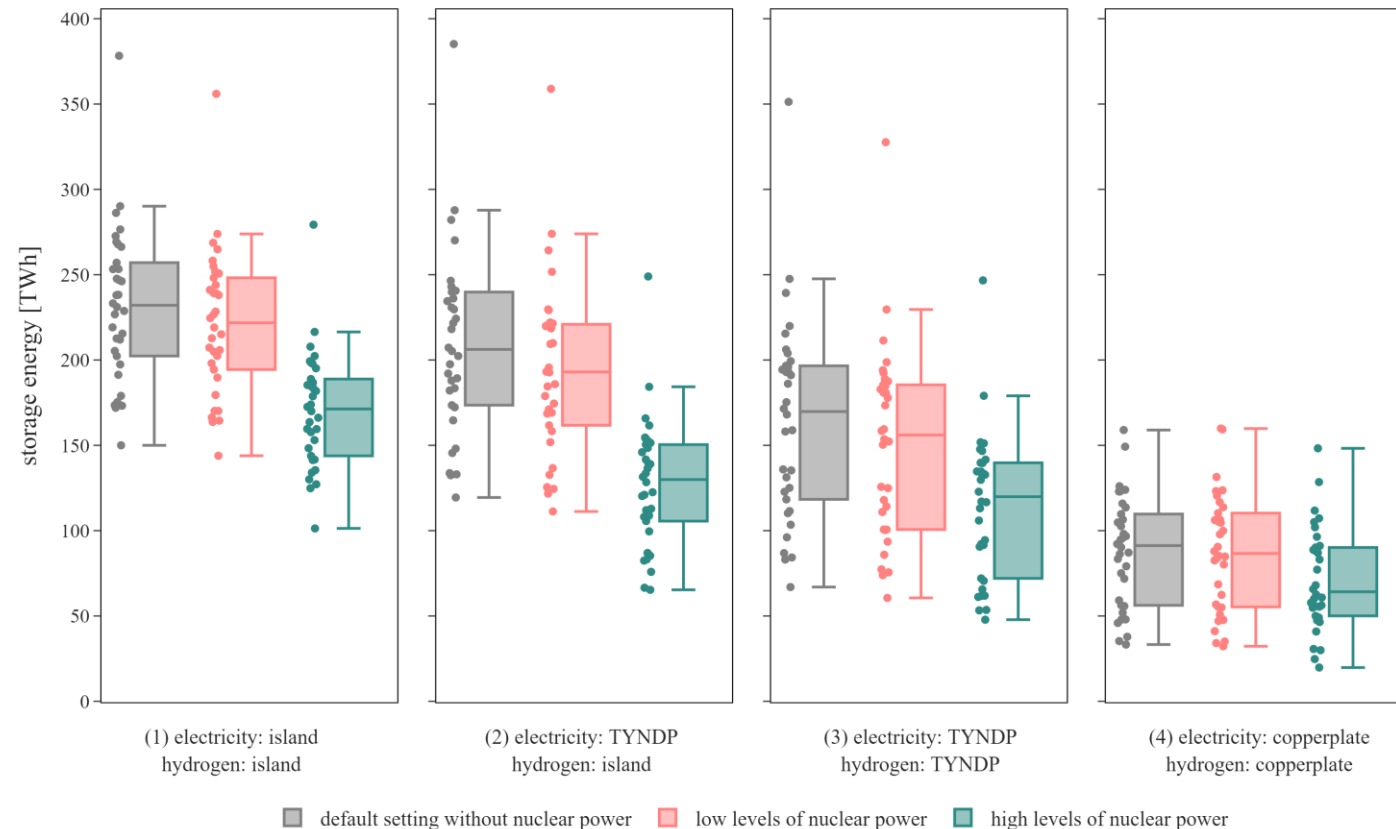 storage energy [TWh]
400
350
300
250
200
150
100
50
0
(1) electricity: island
hydrogen: island
(2) electricity: TYNDP
hydrogen: island
(3) electricity: TYNDP
hydrogen: TYNDP
(4) electricity: copperplate
hydrogen: copperplate
default setting without nuclear power
low levels of nuclear power
high levels of nuclear power